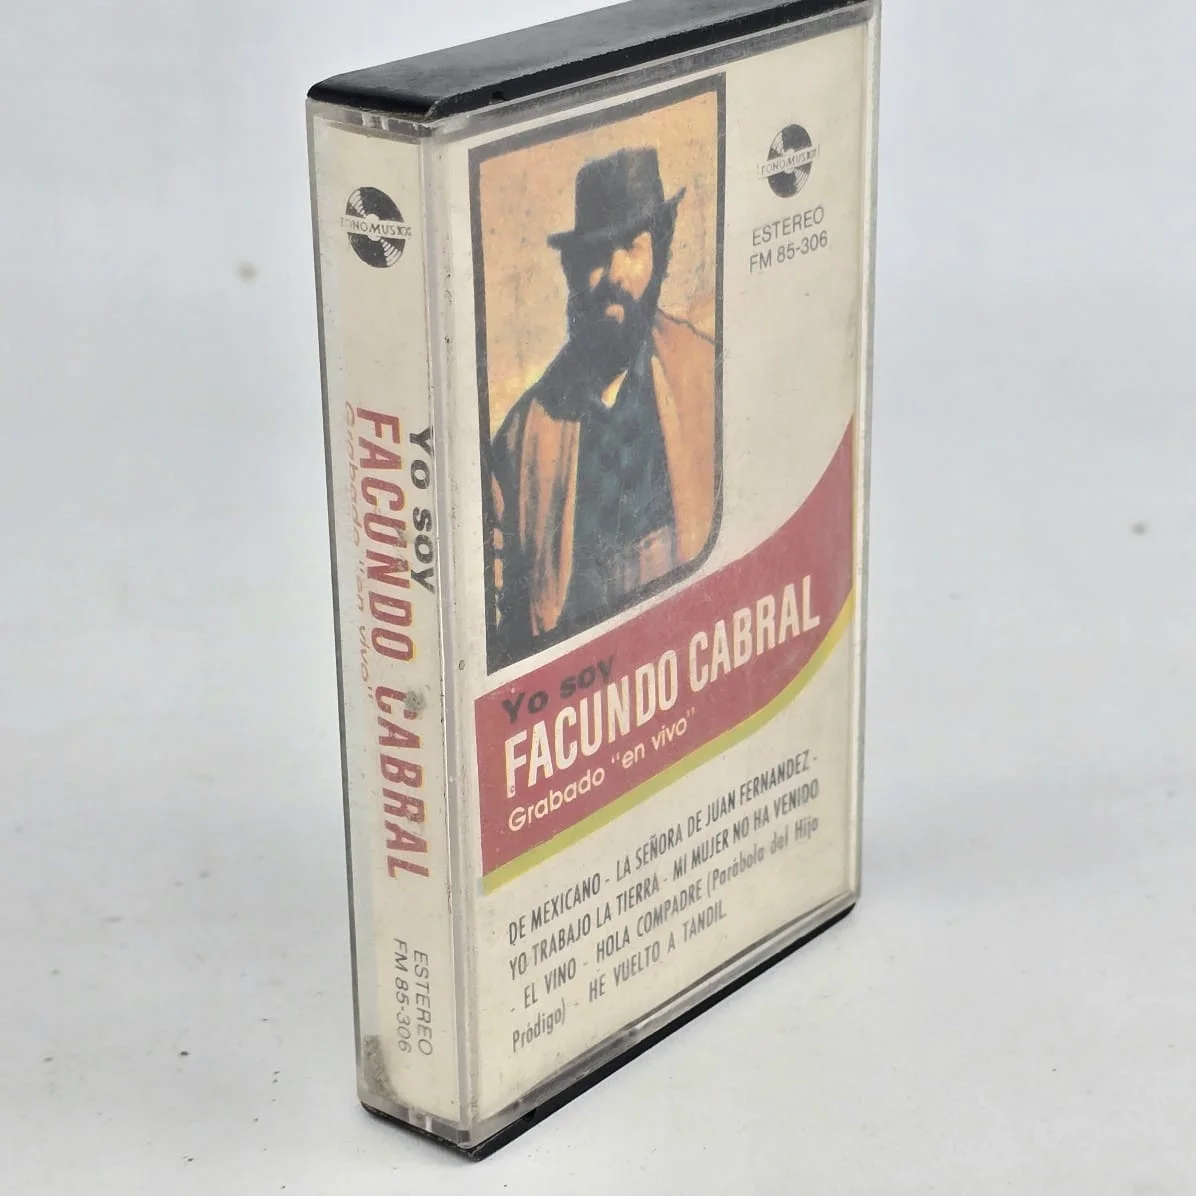 TONOMUSIC
Yo soy
FACUNDO CABRAL
Grabado "en vivo"
ESTEREO
FM 85-306
TONOMUSIC
ESTEREO
FM 85-306
Yo soy
FACUNDO CABRAL
Grabado "en vivo"
DE MEXICANO - LA SEÑORA DE JUAN FERNANDEZ -
YO TRABAJO LA TIERRA - MI MUJER NO HA VENIDO
- EL VINO - HOLA COMPADRE (Parábola del Hijo
Pródigo) - HE VUELTO A TANDIL